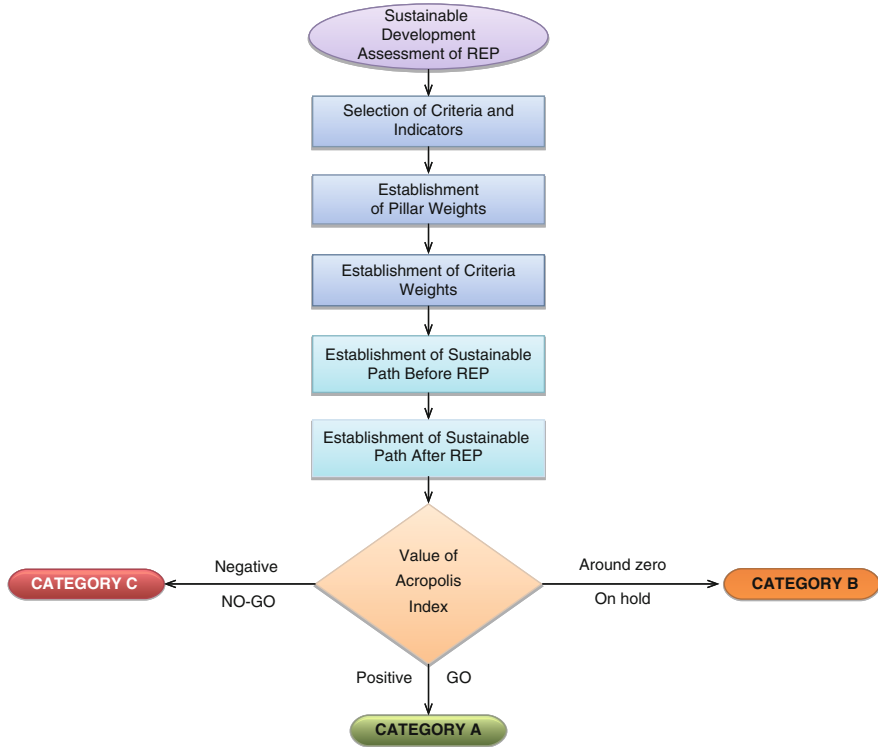 Sustainable
Development
Assessment of REP
Selection of Criteria and
Indicators
Establishment
of Pillar Weights
Establishment of Criteria
Weights
Establishment of Sustainable
Path Before REP
Establishment of Sustainable
Path After REP
Value of
Acropolis
Index
Negative
NO-GO
CATEGORY C
Around zero
On hold
CATEGORY B
Positive GO
CATEGORY A